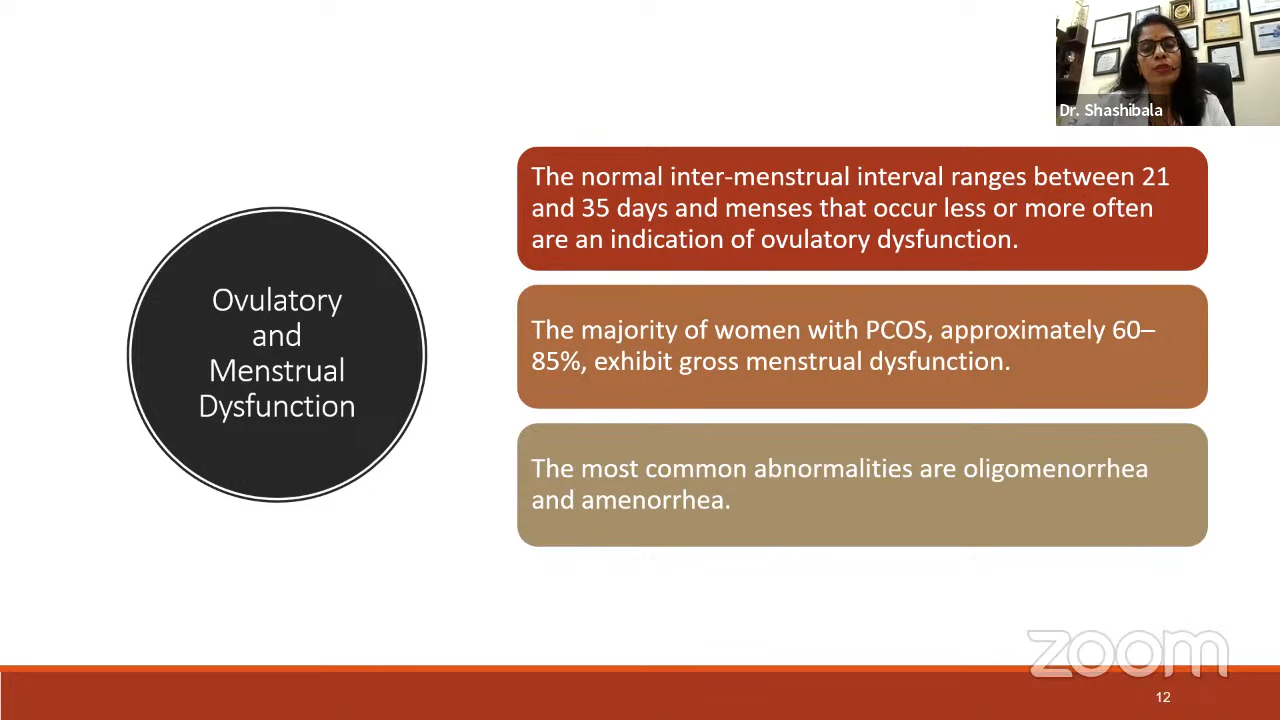 Dr. Shashibala
Ovulatory
and
Menstrual
Dysfunction
The normal inter-menstrual interval ranges between 21
and 35 days and menses that occur less or more often
are an indication of ovulatory dysfunction.
The majority of women with PCOS, approximately 60–
85%, exhibit gross menstrual dysfunction.
The most common abnormalities are oligomenorrhea
and amenorrhea.
zoom
12